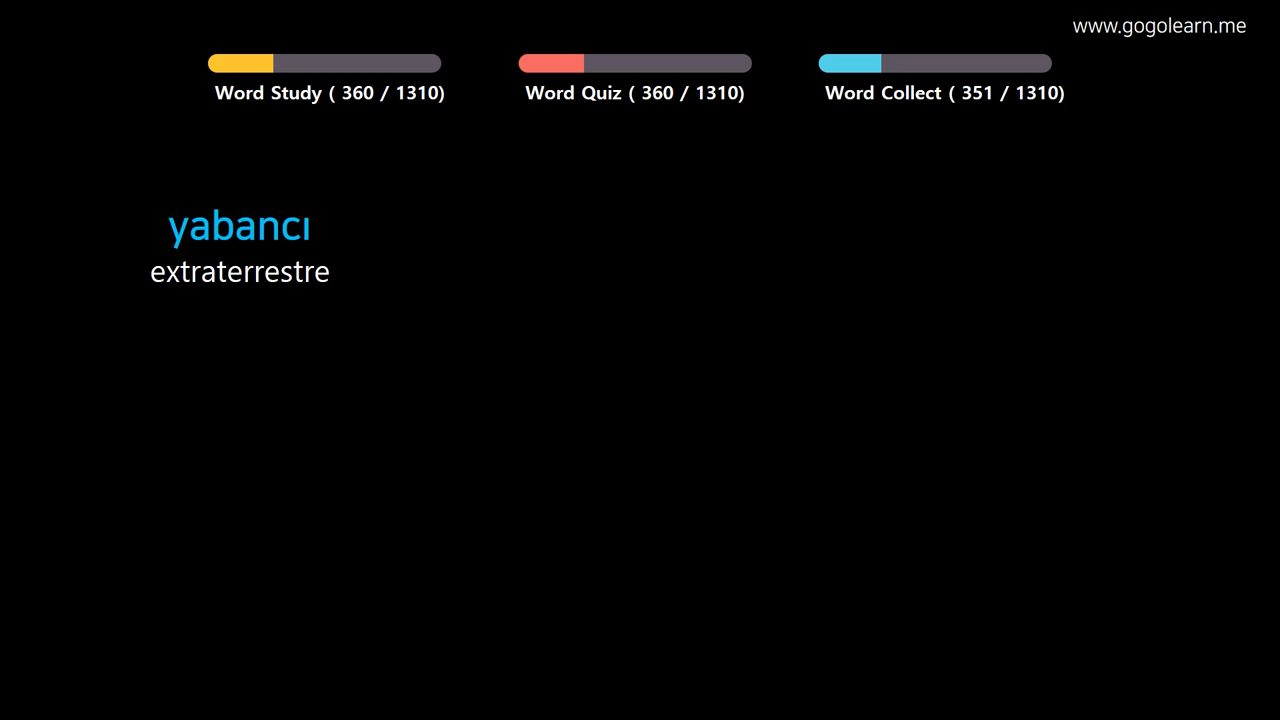 www.gogolearn.me
Word Study ( 360 / 1310)
Word Quiz ( 360 / 1310)
Word Collect ( 351 / 1310)
yabancı
extraterrestre